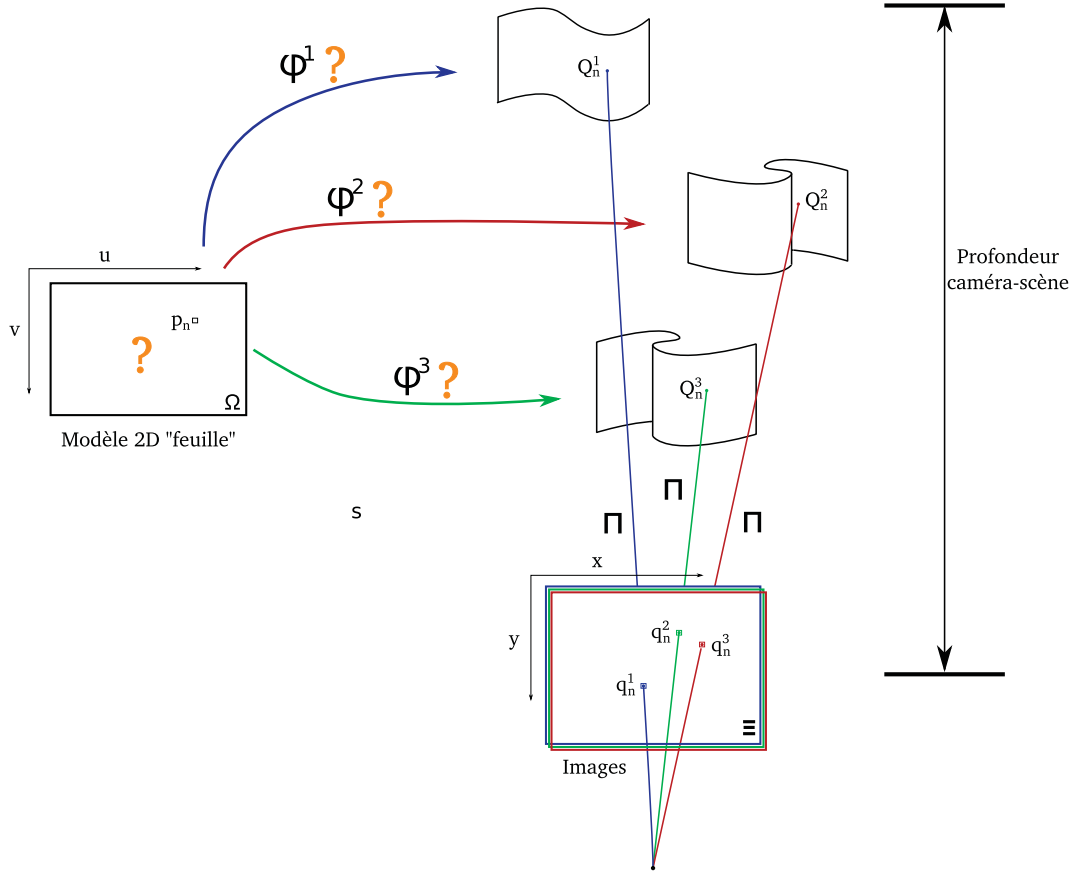 φ¹ ?
Q¹ₙ
φ² ?
Q²ₙ
u
v
pₙ
?
Ω
Modèle 2D "feuille"
φ³ ?
Q³ₙ
Profondeur
caméra-scène
s
Π
Π
Π
x
y
q²ₙ
q³ₙ
q¹ₙ
Ξ
Images